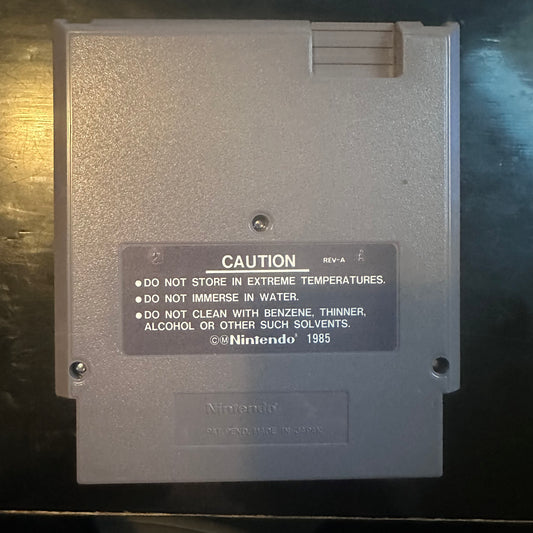 CAUTION REV-A
●DO NOT STORE IN EXTREME TEMPERATURES.
●DO NOT IMMERSE IN WATER.
●DO NOT CLEAN WITH BENZENE, THINNER,
ALCOHOL OR OTHER SUCH SOLVENTS.
©ⓂNintendo® 1985
Nintendo®
PAT. PEND. MADE IN JAPAN